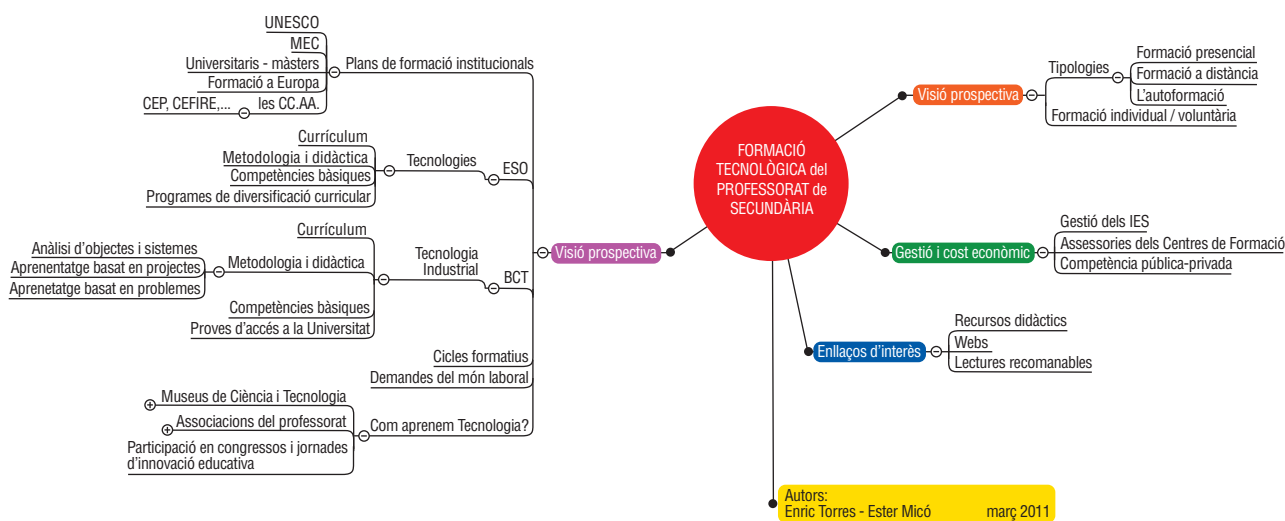 FORMACIÓ
TECNOLÒGICA del
PROFESSORAT de
SECUNDÀRIA
Visió prospectiva
Tipologies
Formació presencial
Formació a distància
L'autoformació
Formació individual / voluntària
Gestió i cost econòmic
Gestió dels IES
Assessories dels Centres de Formació
Competència pública-privada
Enllaços d'interès
Recursos didàctics
Webs
Lectures recomanables
Autors:
Enric Torres - Ester Micó març 2011
Visió prospectiva
Plans de formació institucionals
UNESCO
MEC
Universitaris - màsters
Formació a Europa
les CC.AA.
CEP, CEFIRE,...
ESO
Tecnologies
Currículum
Metodologia i didàctica
Competències bàsiques
Programes de diversificació curricular
BCT
Tecnologia
Industrial
Currículum
Metodologia i didàctica
Anàlisi d'objectes i sistemes
Aprenentatge basat en projectes
Aprenetatge basat en problemes
Competències bàsiques
Proves d'accés a la Universitat
Cicles formatius
Demandes del món laboral
Com aprenem Tecnologia?
Museus de Ciència i Tecnologia
Associacions del professorat
Participació en congressos i jornades
d'innovació educativa